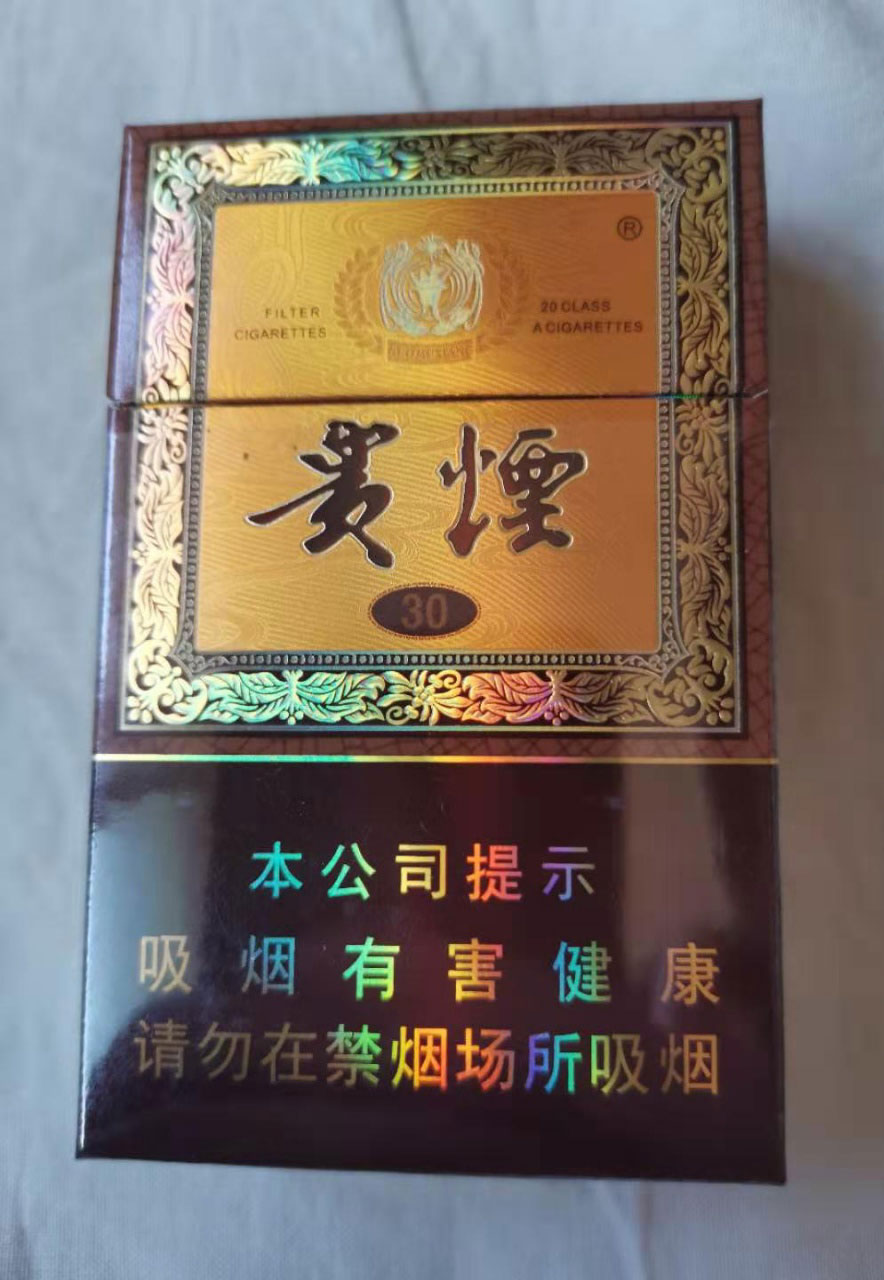 ®
FILTER
CIGARETTES
20 CLASS
A CIGARETTES
貴煙
30
本公司提示
吸烟有害健康
请勿在禁烟场所吸烟